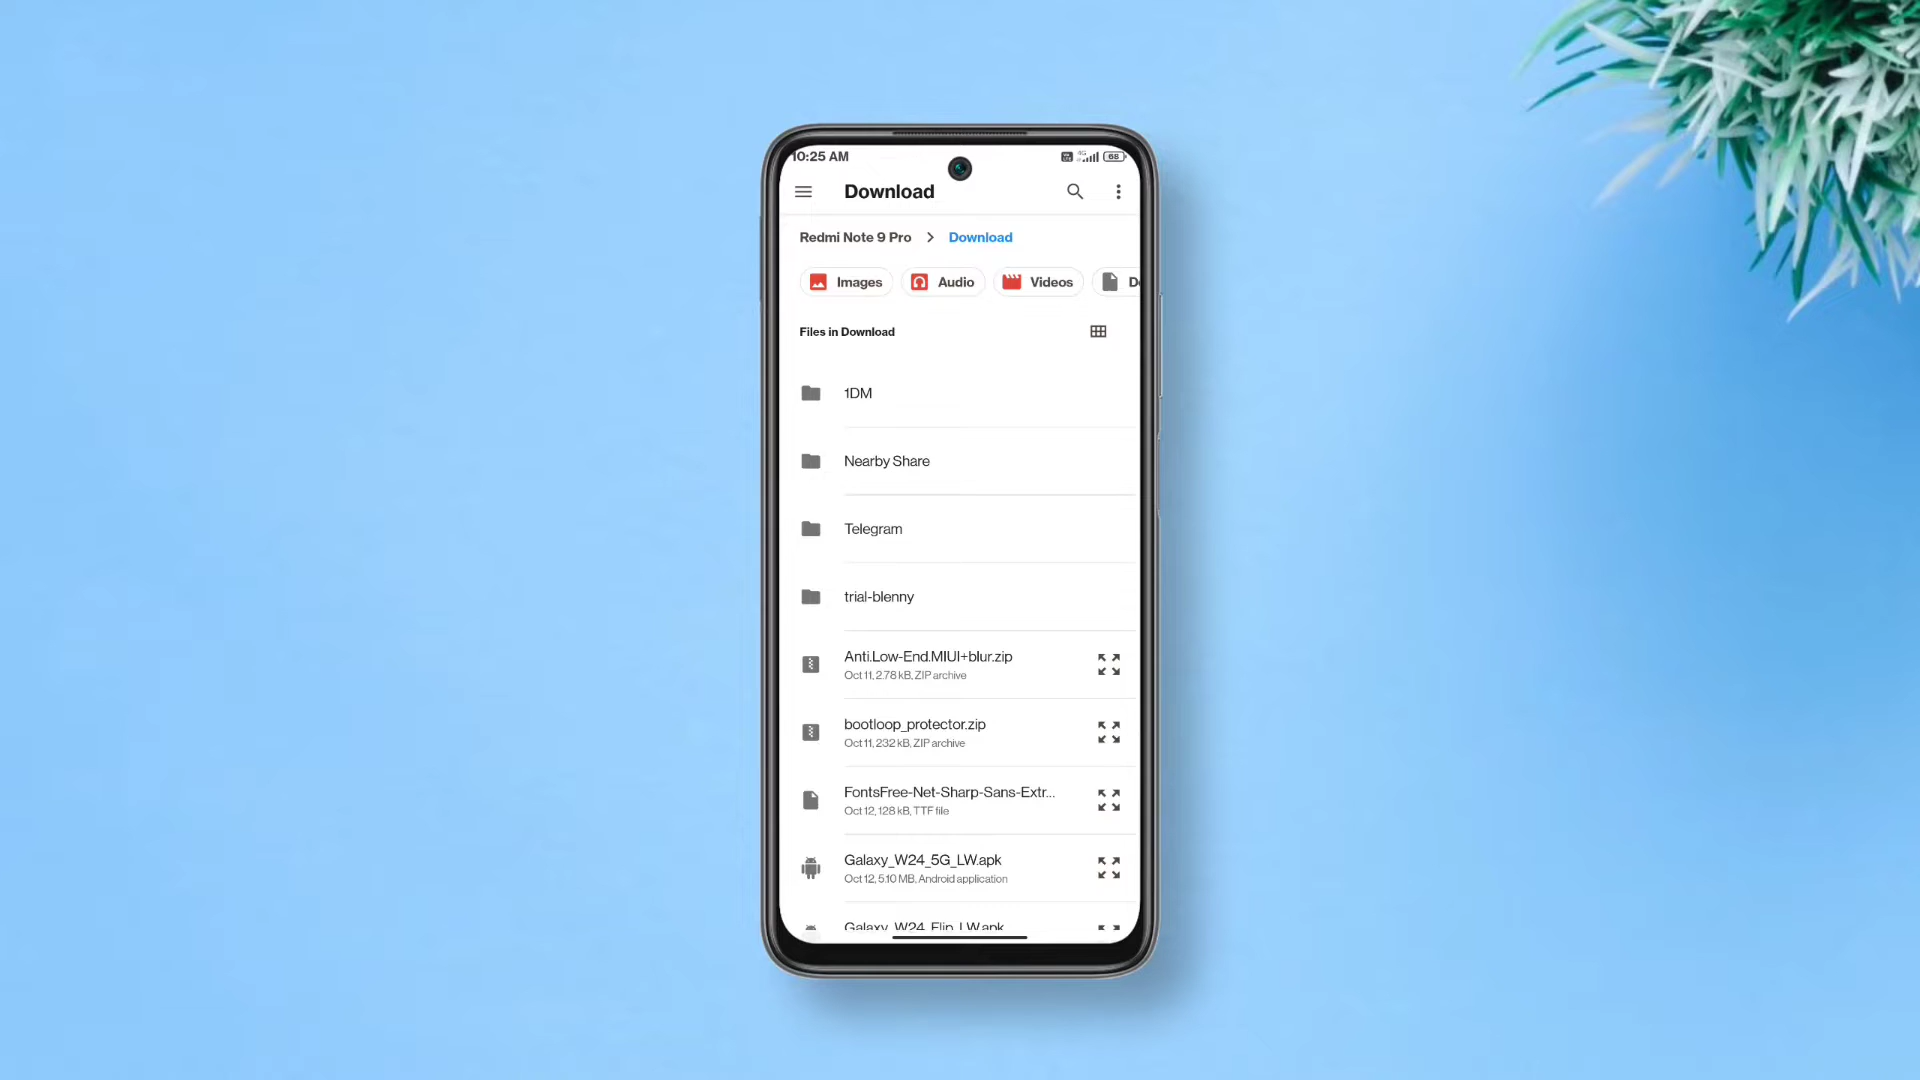 10:25 AM
68
Download
Redmi Note 9 Pro > Download
Images Audio Videos
Files in Download
1DM
Nearby Share
Telegram
trial-blenny
Anti.Low-End.MIUI+blur.zip
Oct 11, 2.78 kB, ZIP archive
bootloop_protector.zip
Oct 11, 232 kB, ZIP archive
FontsFree-Net-Sharp-Sans-Extr...
Oct 12, 128 kB, TTF file
Galaxy_W24_5G_LW.apk
Oct 12, 5.10 MB, Android application
Galaxy_W24_Flip_LW.apk